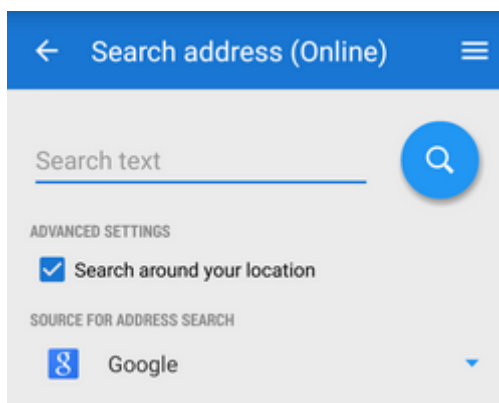 Search address (Online)
Search text
ADVANCED SETTINGS
Search around your location
SOURCE FOR ADDRESS SEARCH
8 Google